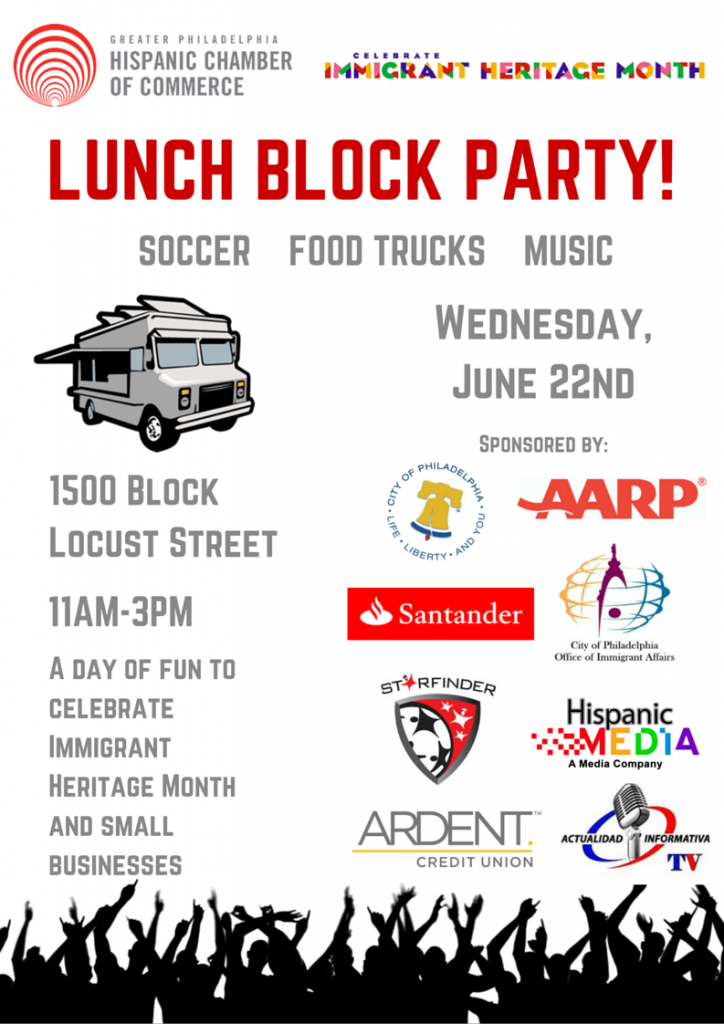 GREATER PHILADELPHIA
HISPANIC CHAMBER
OF COMMERCE
CELEBRATE
IMMIGRANT HERITAGE MONTH
LUNCH BLOCK PARTY!
SOCCER FOOD TRUCKS MUSIC
WEDNESDAY,
JUNE 22ND
SPONSORED BY:
1500 BLOCK
LOCUST STREET
11AM-3PM
A DAY OF FUN TO
CELEBRATE
IMMIGRANT
HERITAGE MONTH
AND SMALL
BUSINESSES
CITY OF PHILADELPHIA
LIFE • LIBERTY • AND YOU
AARP®
Santander
City of Philadelphia
Office of Immigrant Affairs
STARFINDER
Hispanic
MEDIA
A Media Company
ARDENT.™
CREDIT UNION
ACTUALIDAD INFORMATIVA
TV